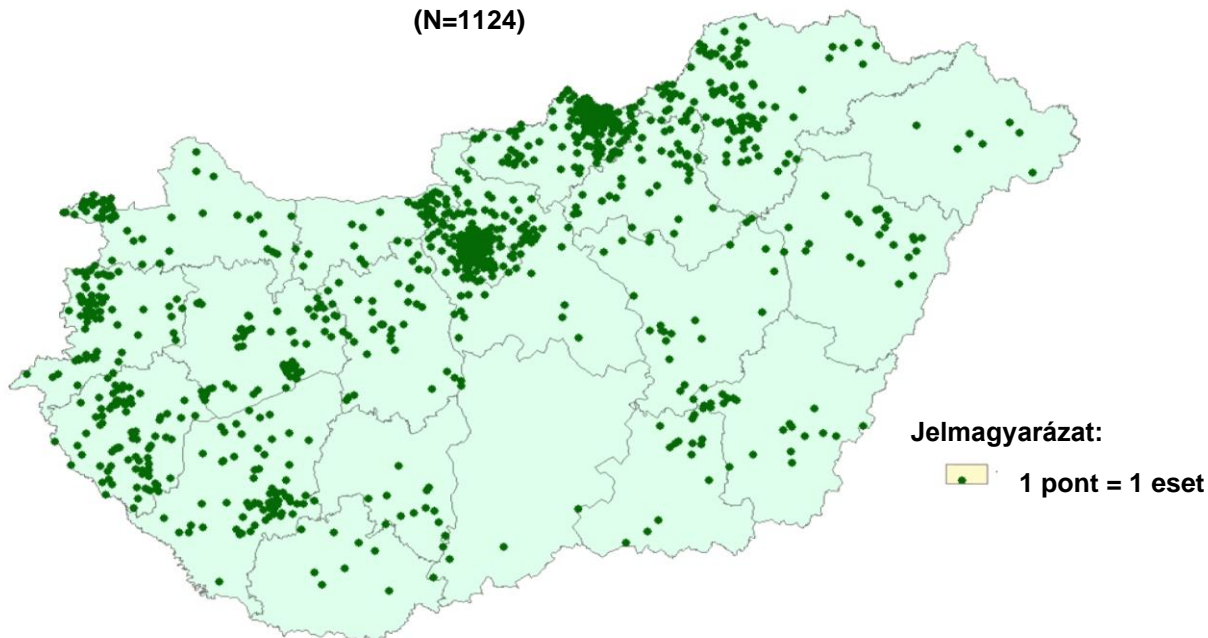 (N=1124)
Jelmagyarázat:
1 pont = 1 eset